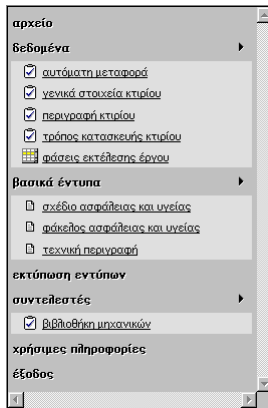 αρχείο
δεδομένα
αυτόματη μεταφορά
γενικά στοιχεία κτιρίου
περιγραφή κτιρίου
τρόπος κατασκευής κτιρίου
φάσεις εκτέλεσης έργου
βασικά έντυπα
σχέδιο ασφάλειας και υγείας
φάκελος ασφάλειας και υγείας
τεχνική περιγραφή
εκτύπωση εντύπων
συντελεστές
βιβλιοθήκη μηχανικών
χρήσιμες πληροφορίες
έξοδος